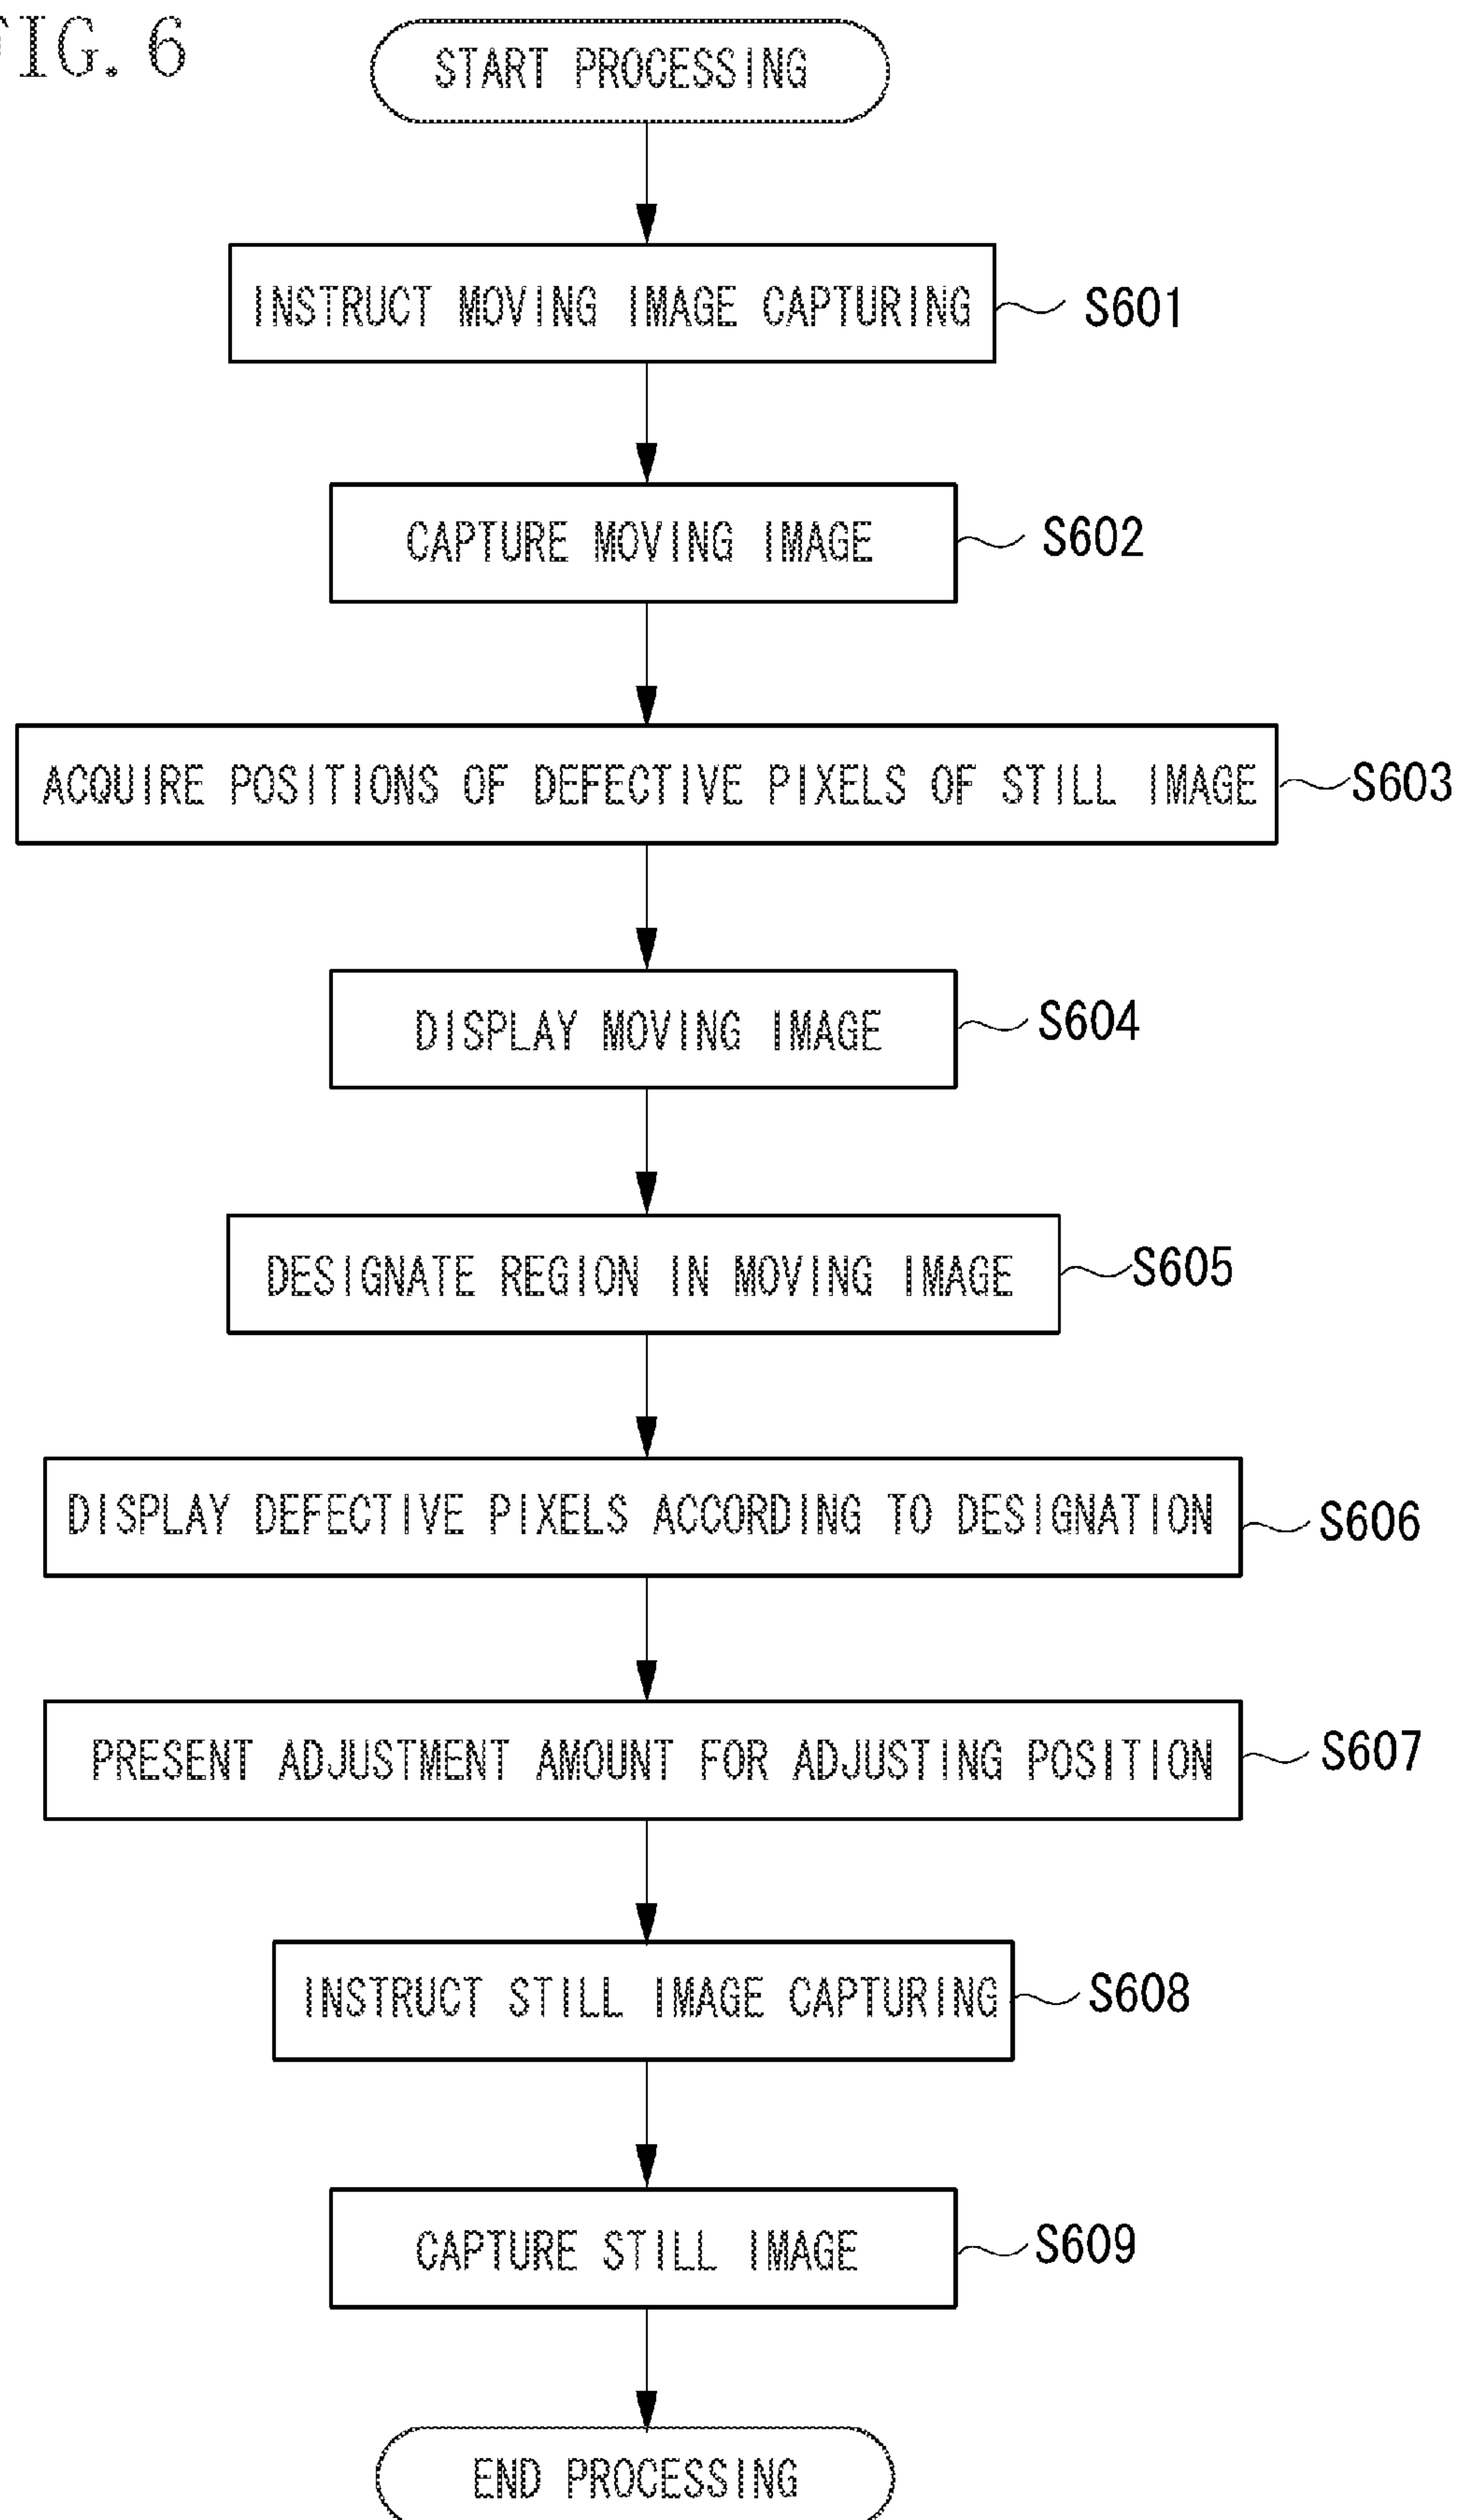 FIG. 6
START PROCESSING
INSTRUCT MOVING IMAGE CAPTURING
S601
CAPTURE MOVING IMAGE
S602
ACQUIRE POSITIONS OF DEFECTIVE PIXELS OF STILL IMAGE
S603
DISPLAY MOVING IMAGE
S604
DESIGNATE REGION IN MOVING IMAGE
S605
DISPLAY DEFECTIVE PIXELS ACCORDING TO DESIGNATION
S606
PRESENT ADJUSTMENT AMOUNT FOR ADJUSTING POSITION
S607
INSTRUCT STILL IMAGE CAPTURING
S608
CAPTURE STILL IMAGE
S609
END PROCESSING